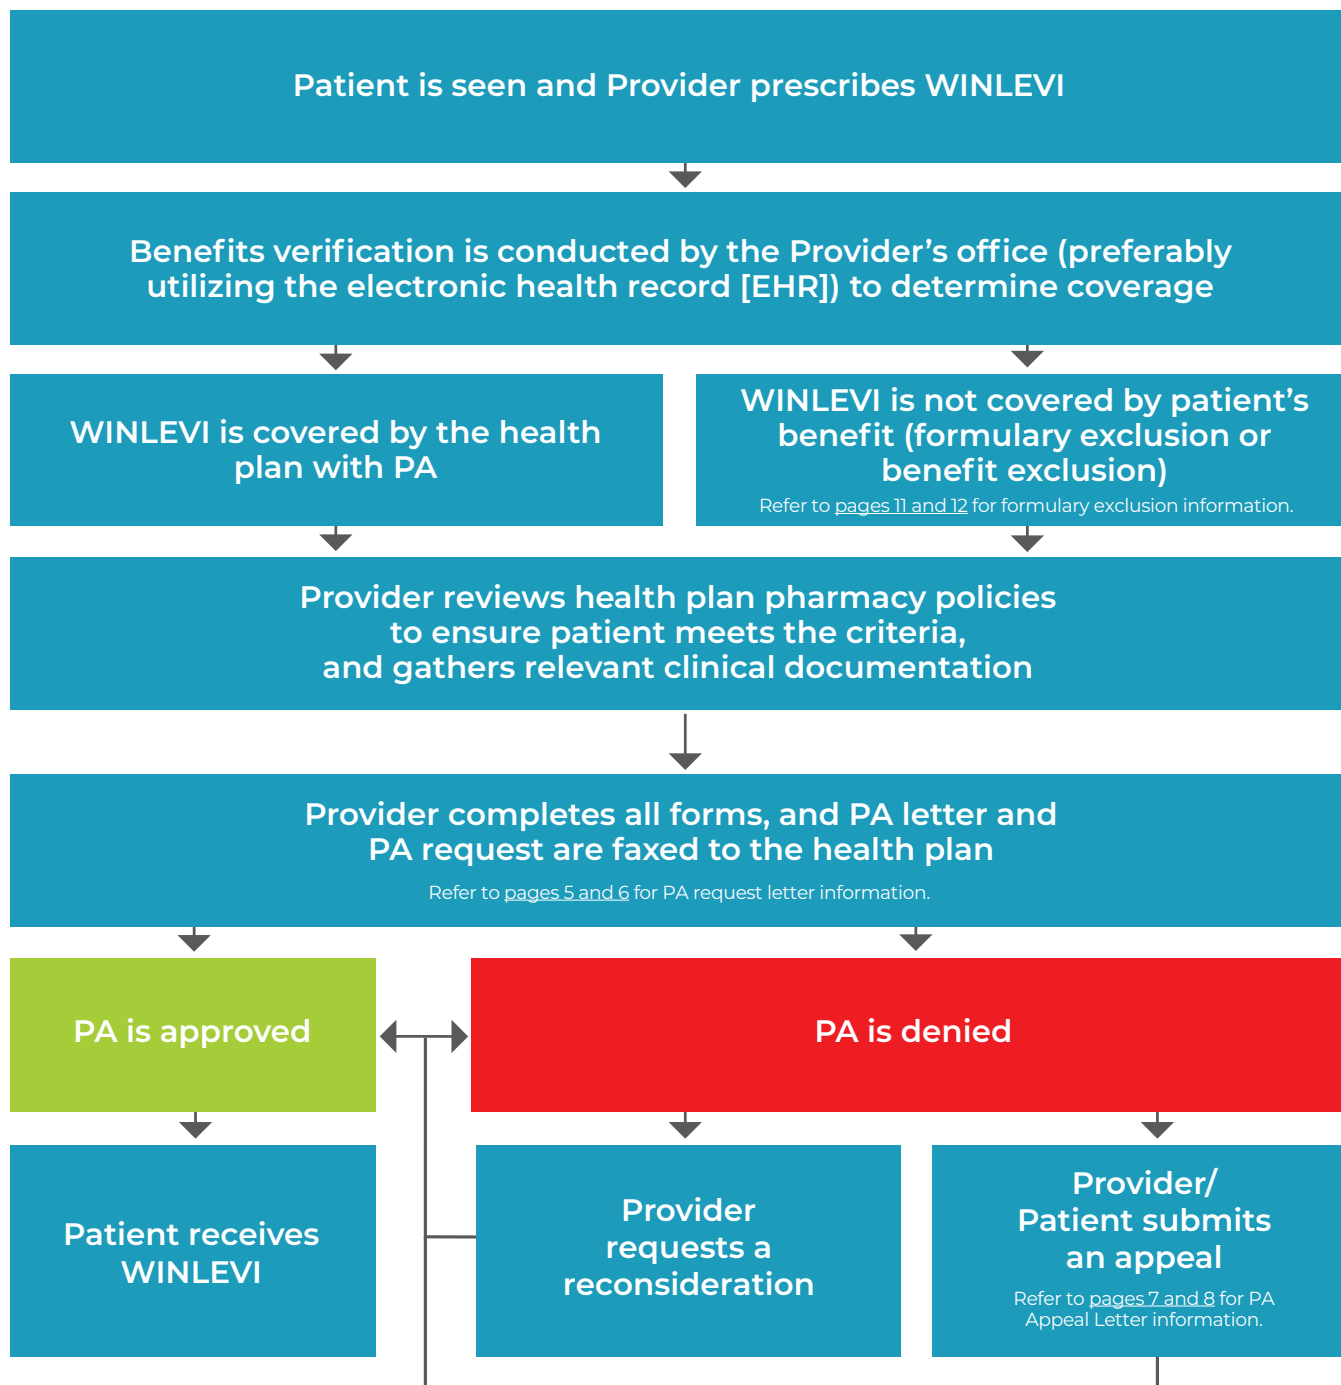 Patient is seen and Provider prescribes WINLEVI
Benefits verification is conducted by the Provider’s office (preferably
utilizing the electronic health record [EHR]) to determine coverage
WINLEVI is covered by the health
plan with PA
WINLEVI is not covered by patient’s
benefit (formulary exclusion or
benefit exclusion)
Refer to pages 11 and 12 for formulary exclusion information.
Provider reviews health plan pharmacy policies
to ensure patient meets the criteria,
and gathers relevant clinical documentation
Provider completes all forms, and PA letter and
PA request are faxed to the health plan
Refer to pages 5 and 6 for PA request letter information.
PA is approved
PA is denied
Patient receives
WINLEVI
Provider
requests a
reconsideration
Provider/
Patient submits
an appeal
Refer to pages 7 and 8 for PA
Appeal Letter information.